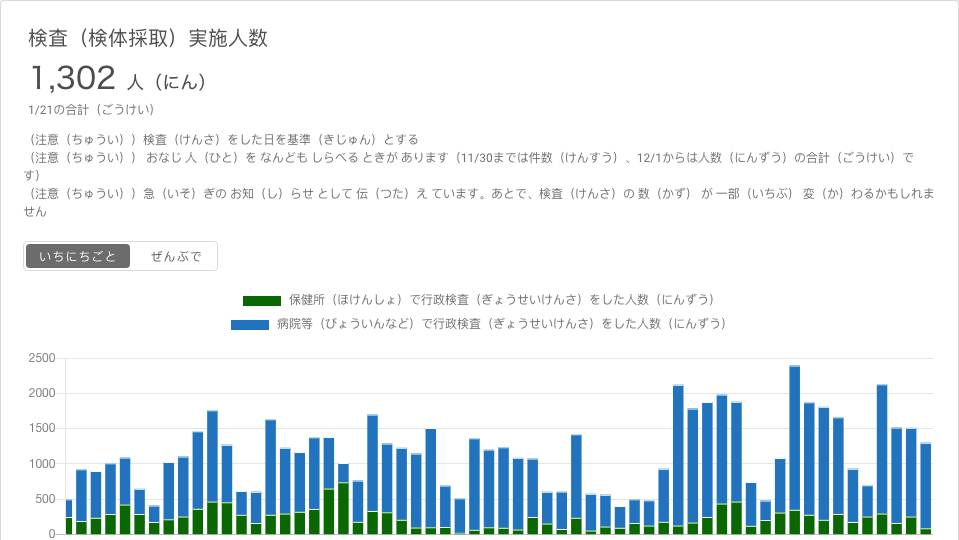 検査（検体採取）実施人数
1,302 人（にん）
1/21の合計（ごうけい）
（注意（ちゅうい））検査（けんさ）をした日を基準（きじゅん）とする
（注意（ちゅうい）） おなじ 人（ひと）を なんども しらべる ときが あります（11/30までは件数（けんすう）、12/1からは人数（にんずう）の合計（ごうけい）で
す）
（注意（ちゅうい））急（いそ）ぎの お知（し）らせ として 伝（つた）え ています。あとで、検査（けんさ）の 数（かず） が 一部（いちぶ） 変（か）わるかもしれま
せん
いちにちごと ぜんぶで
保健所（ほけんしょ）で行政検査（ぎょうせいけんさ）をした人数（にんずう）
病院等（びょういんなど）で行政検査（ぎょうせいけんさ）をした人数（にんずう）
2500
2000
1500
1000
500
0